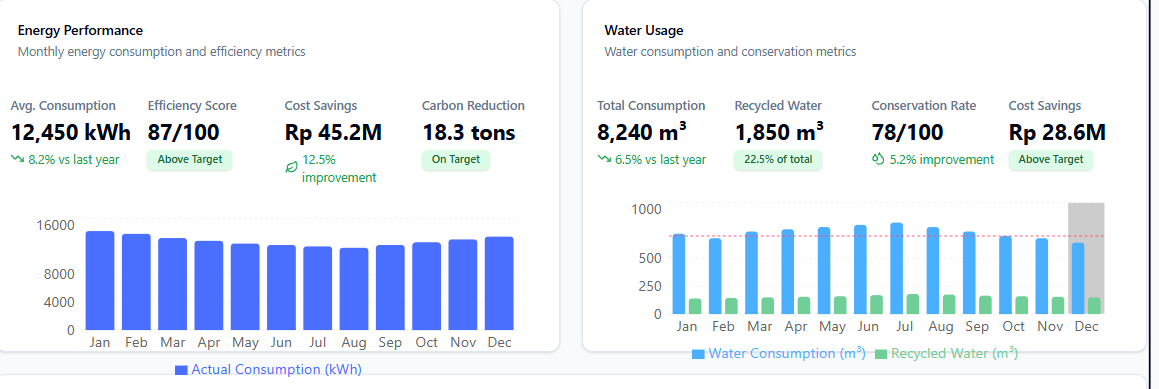 Energy Performance
Monthly energy consumption and efficiency metrics
Avg. Consumption
12,450 kWh
8.2% vs last year
Efficiency Score
87/100
Above Target
Cost Savings
Rp 45.2M
12.5%
improvement
Carbon Reduction
18.3 tons
On Target
16000
8000
4000
0
Jan Feb Mar Apr May Jun Jul Aug Sep Oct Nov Dec
Actual Consumption (kWh)
Water Usage
Water consumption and conservation metrics
Total Consumption
8,240 m³
6.5% vs last year
Recycled Water
1,850 m³
22.5% of total
Conservation Rate
78/100
5.2% improvement
Cost Savings
Rp 28.6M
Above Target
1000
500
250
0
Jan Feb Mar Apr May Jun Jul Aug Sep Oct Nov Dec
Water Consumption (m³) Recycled Water (m³)